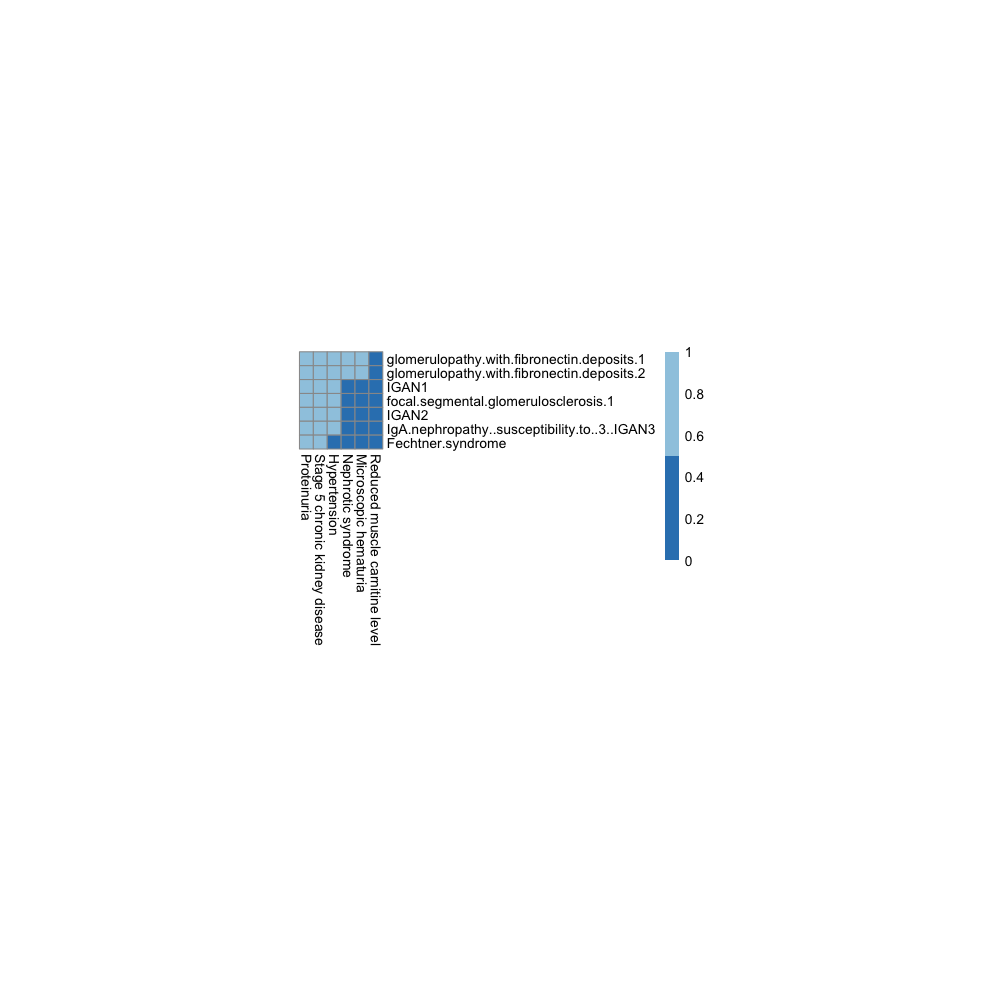 glomerulopathy.with.fibronectin.deposits.1
glomerulopathy.with.fibronectin.deposits.2
IGAN1
focal.segmental.glomerulosclerosis.1
IGAN2
IgA.nephropathy..susceptibility.to..3..IGAN3
Fechtner.syndrome
Proteinuria
Stage 5 chronic kidney disease
Hypertension
Nephrotic syndrome
Microscopic hematuria
Reduced muscle carnitine level
1
0.8
0.6
0.4
0.2
0